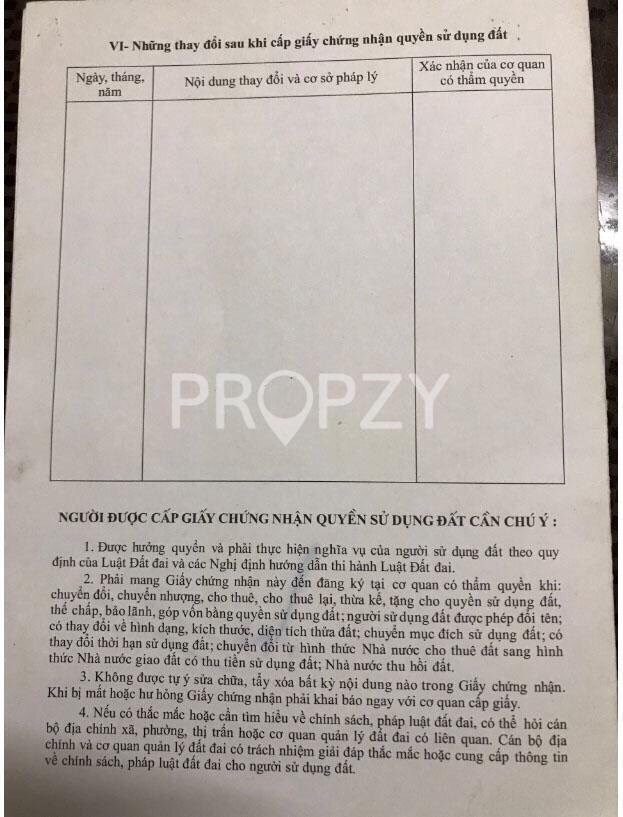 VI- Những thay đổi sau khi cấp giấy chứng nhận quyền sử dụng đất
Ngày, tháng,
năm
Nội dung thay đổi và cơ sở pháp lý
Xác nhận của cơ quan
có thẩm quyền
PROPZY
NGƯỜI ĐƯỢC CẤP GIẤY CHỨNG NHẬN QUYỀN SỬ DỤNG ĐẤT CẦN CHÚ Ý :
1. Được hưởng quyền và phải thực hiện nghĩa vụ của người sử dụng đất theo quy
định của Luật Đất đai và các Nghị định hướng dẫn thi hành Luật Đất đai.
2. Phải mang Giấy chứng nhận này đến đăng ký tại cơ quan có thẩm quyền khi:
chuyển đổi, chuyển nhượng, cho thuê, cho thuê lại, thừa kế, tặng cho quyền sử dụng đất,
thế chấp, bảo lãnh, góp vốn bằng quyền sử dụng đất; người sử dụng đất được phép đổi tên;
có thay đổi về hình dạng, kích thước, diện tích thửa đất; chuyển mục đích sử dụng đất; có
thay đổi thời hạn sử dụng đất; chuyển đổi từ hình thức Nhà nước cho thuê đất sang hình
thức Nhà nước giao đất có thu tiền sử dụng đất; Nhà nước thu hồi đất.
3. Không được tự ý sửa chữa, tẩy xóa bất kỳ nội dung nào trong Giấy chứng nhận.
Khi bị mất hoặc hư hỏng Giấy chứng nhận phải khai báo ngay với cơ quan cấp giấy.
4. Nếu có thắc mắc hoặc cần tìm hiểu về chính sách, pháp luật đất đai, có thể hỏi cán
bộ địa chính xã, phường, thị trấn hoặc cơ quan quản lý đất đai có liên quan. Cán bộ địa
chính và cơ quan quản lý đất đai có trách nhiệm giải đáp thắc mắc hoặc cung cấp thông tin
về chính sách, pháp luật đất đai cho người sử dụng đất.